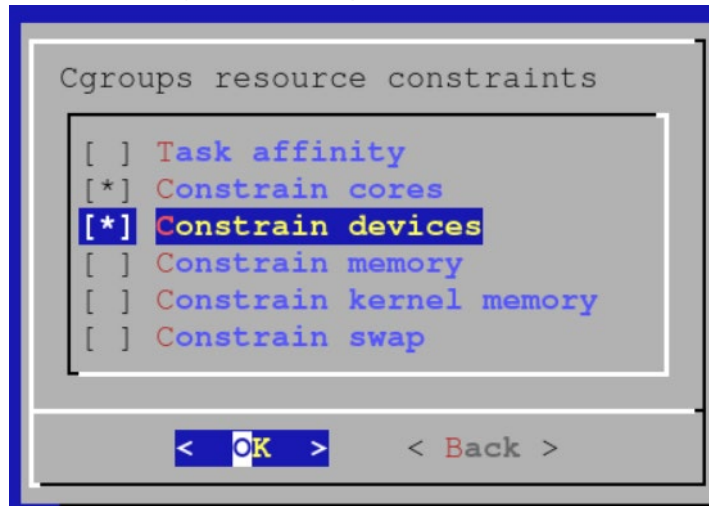 Cgroups resource constraints
[ ] Task affinity
[*] Constrain cores
[*] Constrain devices
[ ] Constrain memory
[ ] Constrain kernel memory
[ ] Constrain swap
< OK > < Back >